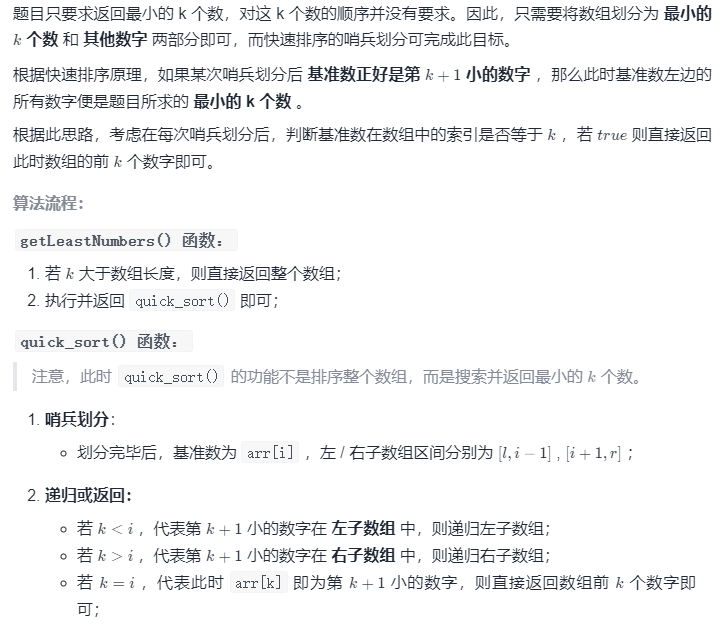 题目只要求返回最小的 k 个数，对这 k 个数的顺序并没有要求。因此，只需要将数组划分为 最小的
k 个数 和 其他数字 两部分即可，而快速排序的哨兵划分可完成此目标。
根据快速排序原理，如果某次哨兵划分后 基准数正好是第 k+1 小的数字 ，那么此时基准数左边的
所有数字便是题目所求的 最小的 k 个数 。
根据此思路，考虑在每次哨兵划分后，判断基准数在数组中的索引是否等于 k ，若 true 则直接返回
此时数组的前 k 个数字即可。
算法流程：
getLeastNumbers() 函数：
1. 若 k 大于数组长度，则直接返回整个数组；
2. 执行并返回 quick_sort() 即可；
quick_sort() 函数：
注意，此时 quick_sort() 的功能不是排序整个数组，而是搜索并返回最小的 k 个数。
1. 哨兵划分：
○ 划分完毕后，基准数为 arr[i] ，左 / 右子数组区间分别为 [l, i − 1] , [i + 1, r] ；
2. 递归或返回：
○ 若 k < i ，代表第 k + 1 小的数字在 左子数组 中，则递归左子数组；
○ 若 k > i ，代表第 k + 1 小的数字在 右子数组 中，则递归右子数组；
○ 若 k = i ，代表此时 arr[k] 即为第 k + 1 小的数字，则直接返回数组前 k 个数字即
可；